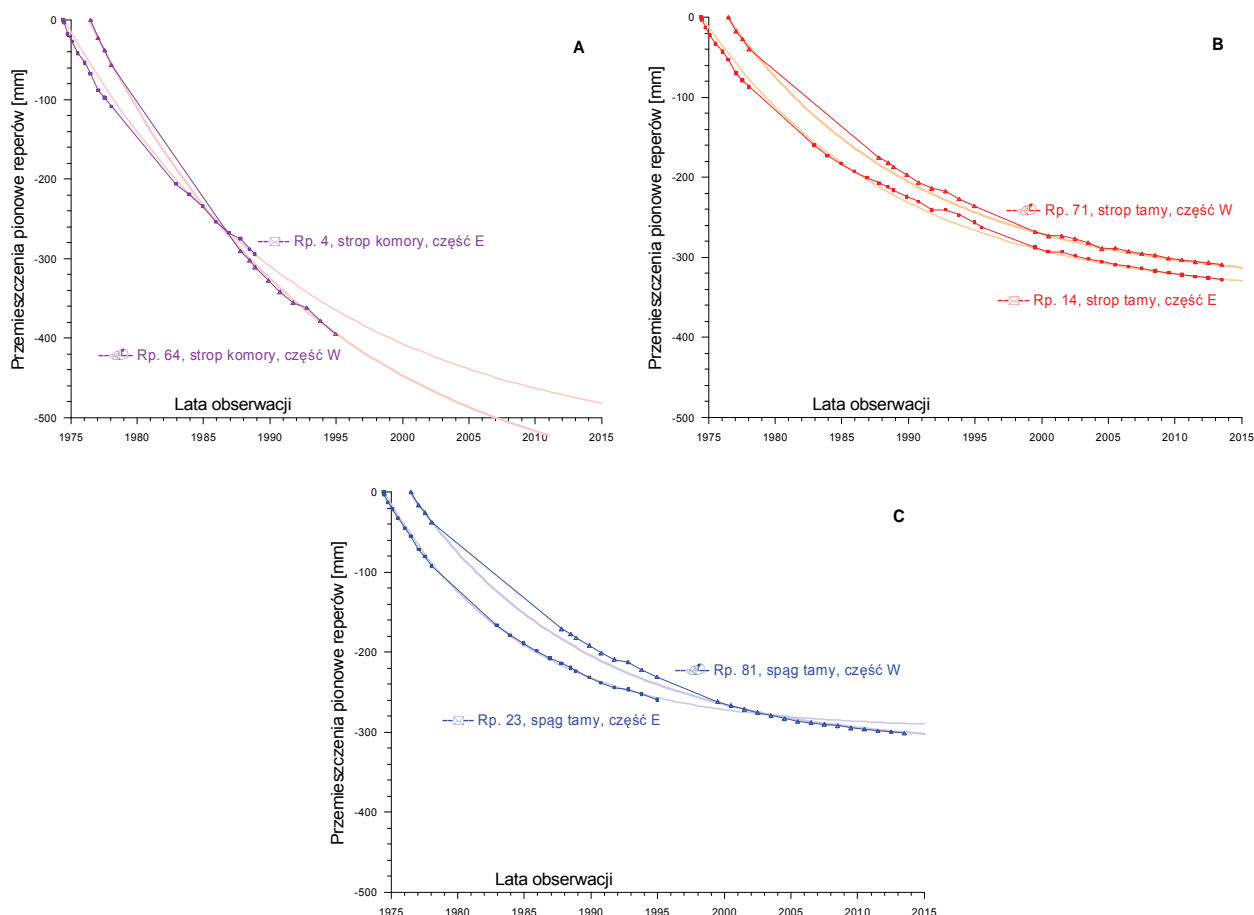 A
Przemieszczenia pionowe reperów [mm]
0
-100
-200
-300
-400
-500
Rp. 4, strop komory, część E
Rp. 64, strop komory, część W
Lata obserwacji
1975 1980 1985 1990 1995 2000 2005 2010 2015
B
Przemieszczenia pionowe reperów [mm]
0
-100
-200
-300
-400
-500
Rp. 71, strop tamy, część W
Rp. 14, strop tamy, część E
Lata obserwacji
1975 1980 1985 1990 1995 2000 2005 2010 2015
C
Przemieszczenia pionowe reperów [mm]
0
-100
-200
-300
-400
-500
Rp. 81, spąg tamy, część W
Rp. 23, spąg tamy, część E
Lata obserwacji
1975 1980 1985 1990 1995 2000 2005 2010 2015